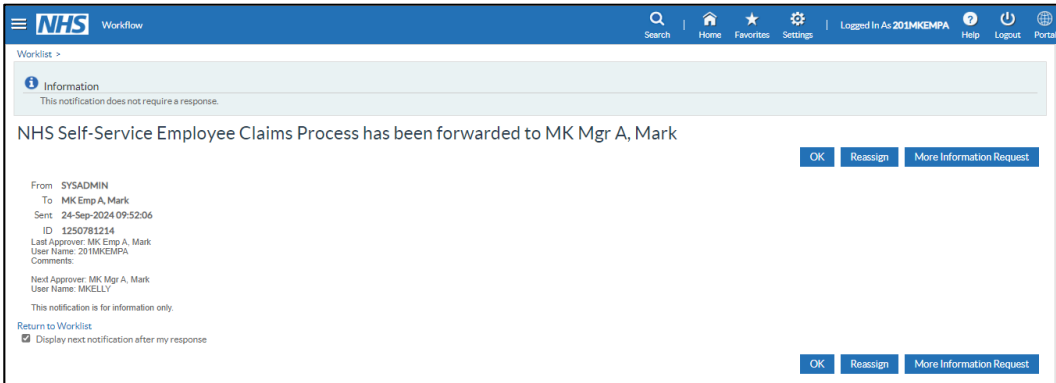 NHS Workflow Search Home Favorites Settings Logged In As 201MKEMPA Help Logout Portal
Worklist >
Information
This notification does not require a response.
NHS Self-Service Employee Claims Process has been forwarded to MK Mgr A, Mark
OK Reassign More Information Request
From SYSADMIN
To MK Emp A, Mark
Sent 24-Sep-2024 09:52:06
ID 1250781214
Last Approver: MK Emp A, Mark
User Name: 201MKEMPA
Comments:
Next Approver: MK Mgr A, Mark
User Name: MKELLY
This notification is for information only.
Return to Worklist
Display next notification after my response
OK Reassign More Information Request